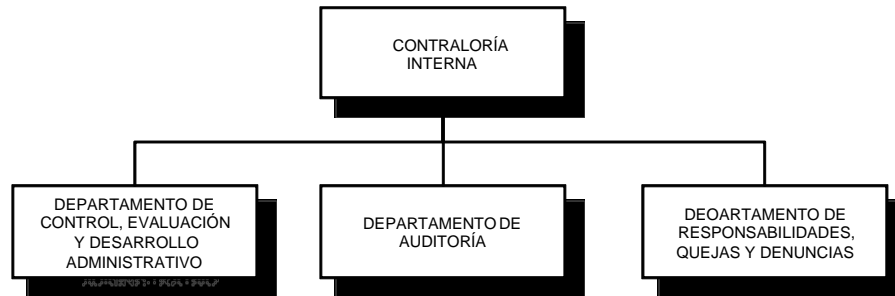 CONTRALORÍA
INTERNA
DEPARTAMENTO DE
CONTROL, EVALUACIÓN
Y DESARROLLO
ADMINISTRATIVO
DEPARTAMENTO DE
AUDITORÍA
DEOARTAMENTO DE
RESPONSABILIDADES,
QUEJAS Y DENUNCIAS